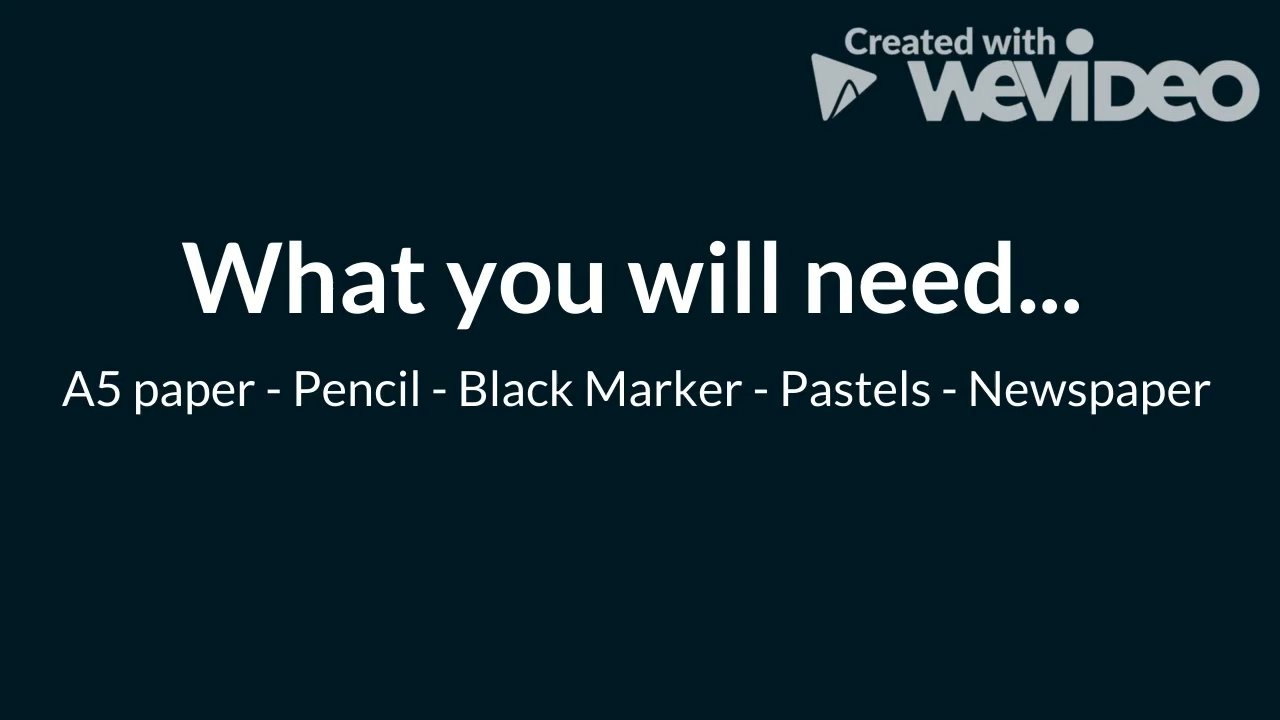 Created with
WEVIDEO
What you will need...
A5 paper - Pencil - Black Marker - Pastels - Newspaper